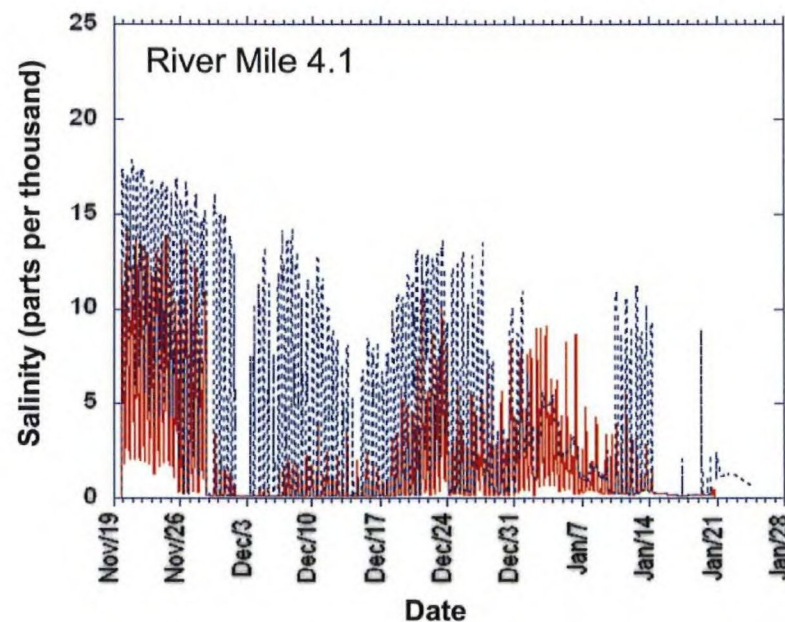 River Mile 4.1
Salinity (parts per thousand)
25
20
15
10
5
0
Nov/19
Nov/26
Dec/3
Dec/10
Dec/17
Dec/24
Dec/31
Jan/7
Jan/14
Jan/21
Jan/28
Date